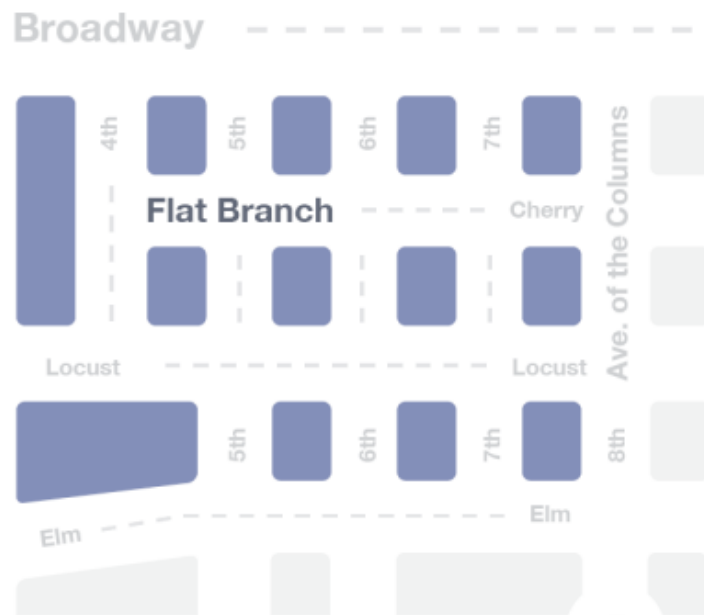 Broadway
4th
5th
6th
7th
Ave. of the Columns
Flat Branch
Cherry
Locust
Locust
5th
6th
7th
8th
Elm
Elm